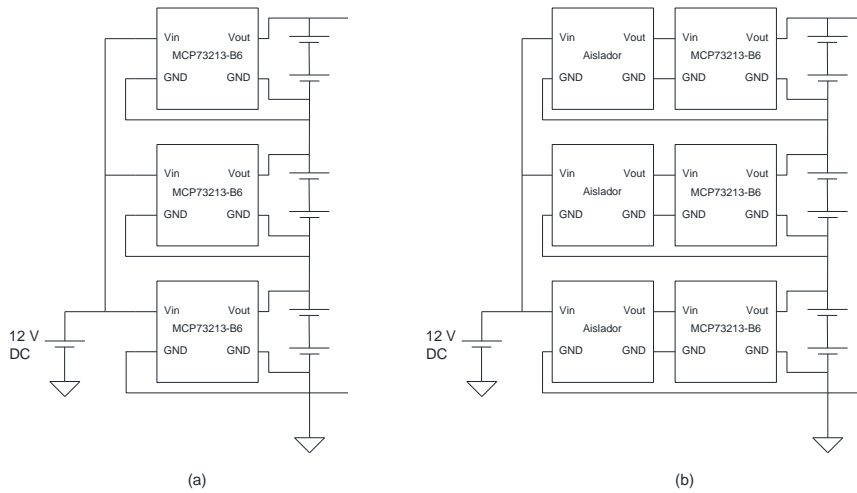 Vin
Vout
MCP73213-B6
GND
GND
Vin
Vout
MCP73213-B6
GND
GND
Vin
Vout
MCP73213-B6
GND
GND
12 V
DC
(a)
Vin
Vout
Aislador
GND
GND
Vin
Vout
MCP73213-B6
GND
GND
Vin
Vout
Aislador
GND
GND
Vin
Vout
MCP73213-B6
GND
GND
Vin
Vout
Aislador
GND
GND
Vin
Vout
MCP73213-B6
GND
GND
12 V
DC
(b)